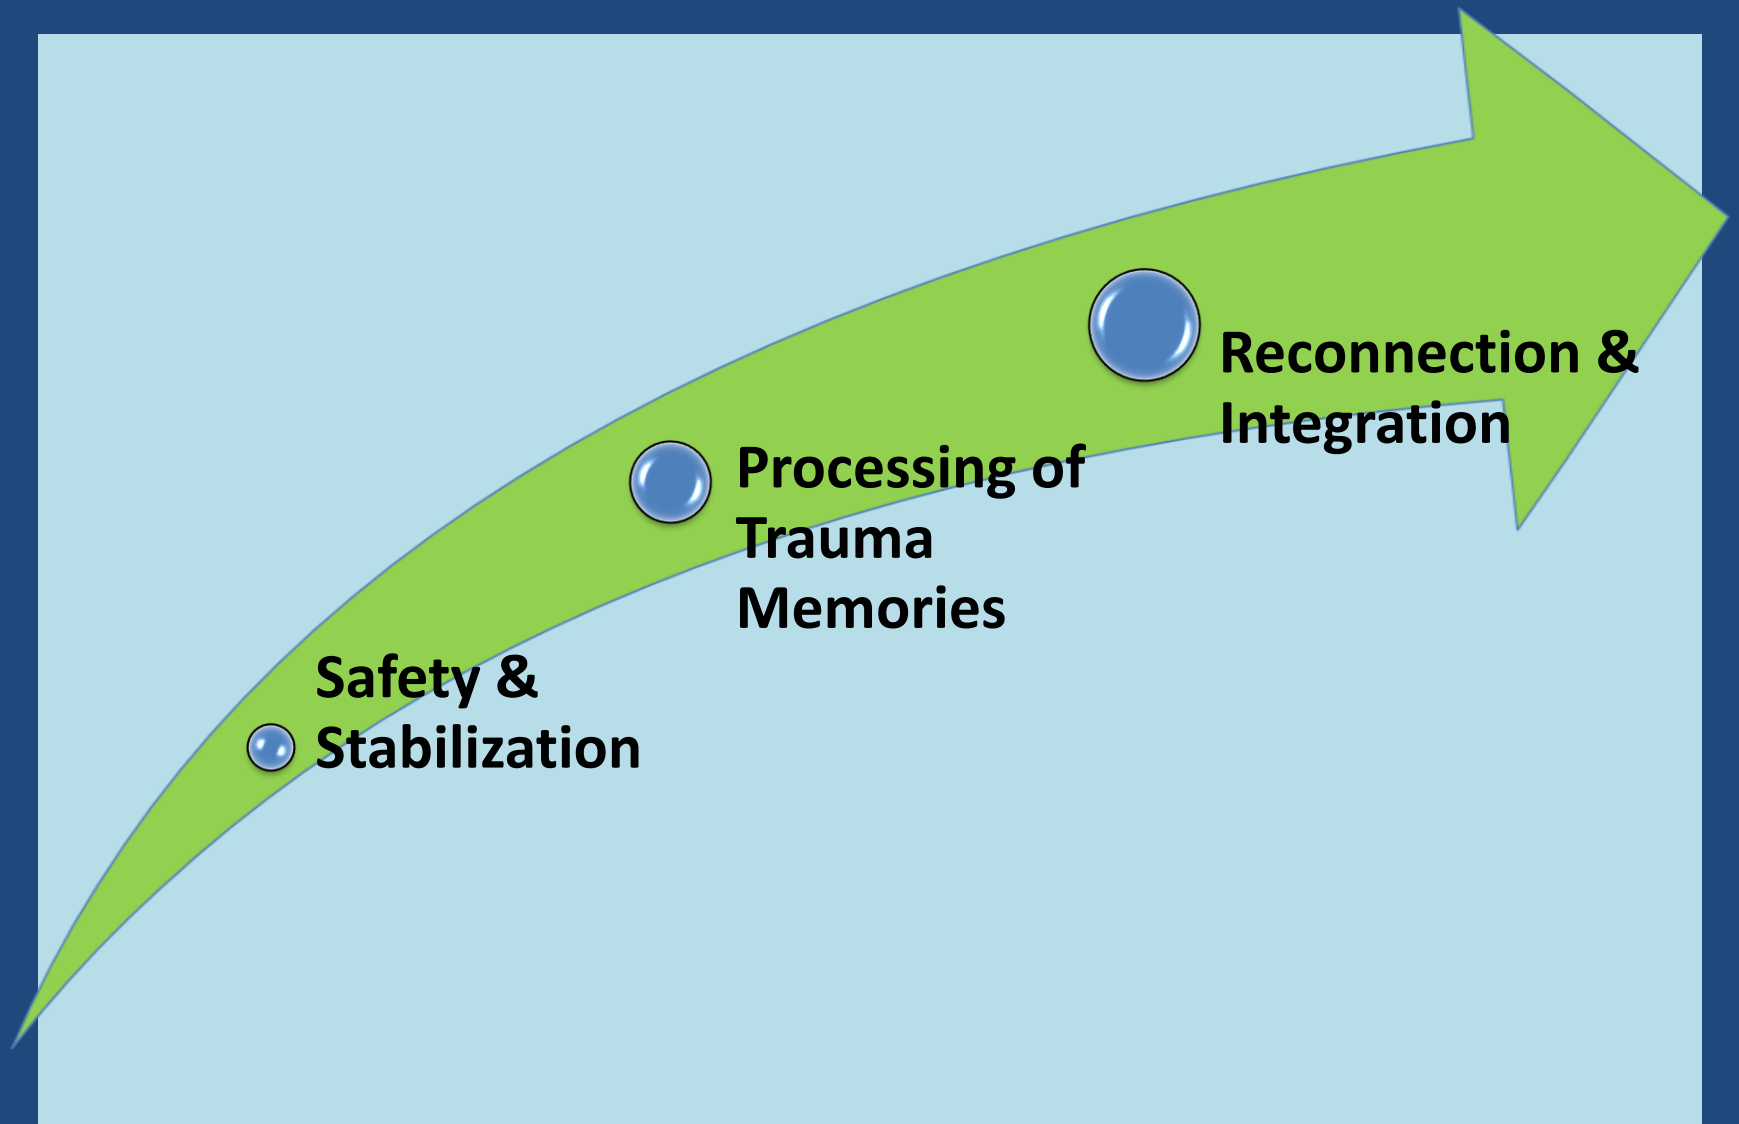 Reconnection &
Integration
Processing of
Trauma
Memories
Safety &
Stabilization